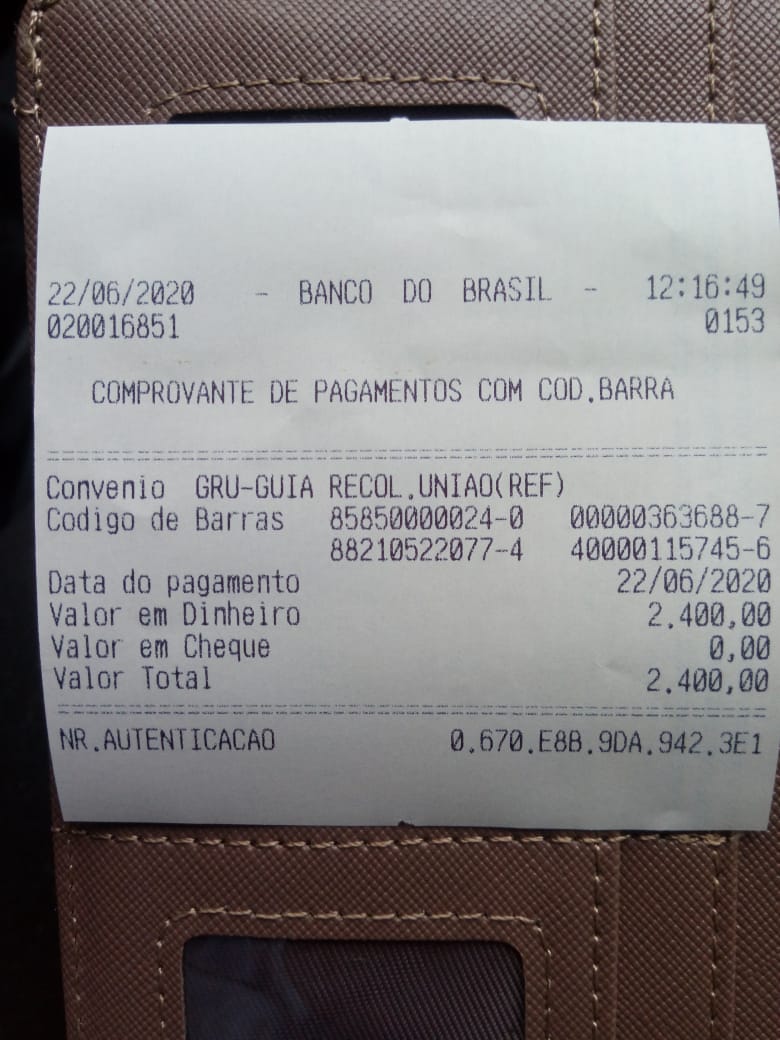 22/06/2020 - BANCO DO BRASIL - 12:16:49
020016851 0153
COMPROVANTE DE PAGAMENTOS COM COD.BARRA
Convenio GRU-GUIA RECOL.UNIAO(REF)
Codigo de Barras 85850000024-0 00000363688-7
88210522077-4 40000115745-6
Data do pagamento 22/06/2020
Valor em Dinheiro 2.400,00
Valor em Cheque 0,00
Valor Total 2.400,00
NR.AUTENTICACAO 0.670.E8B.9DA.942.3E1